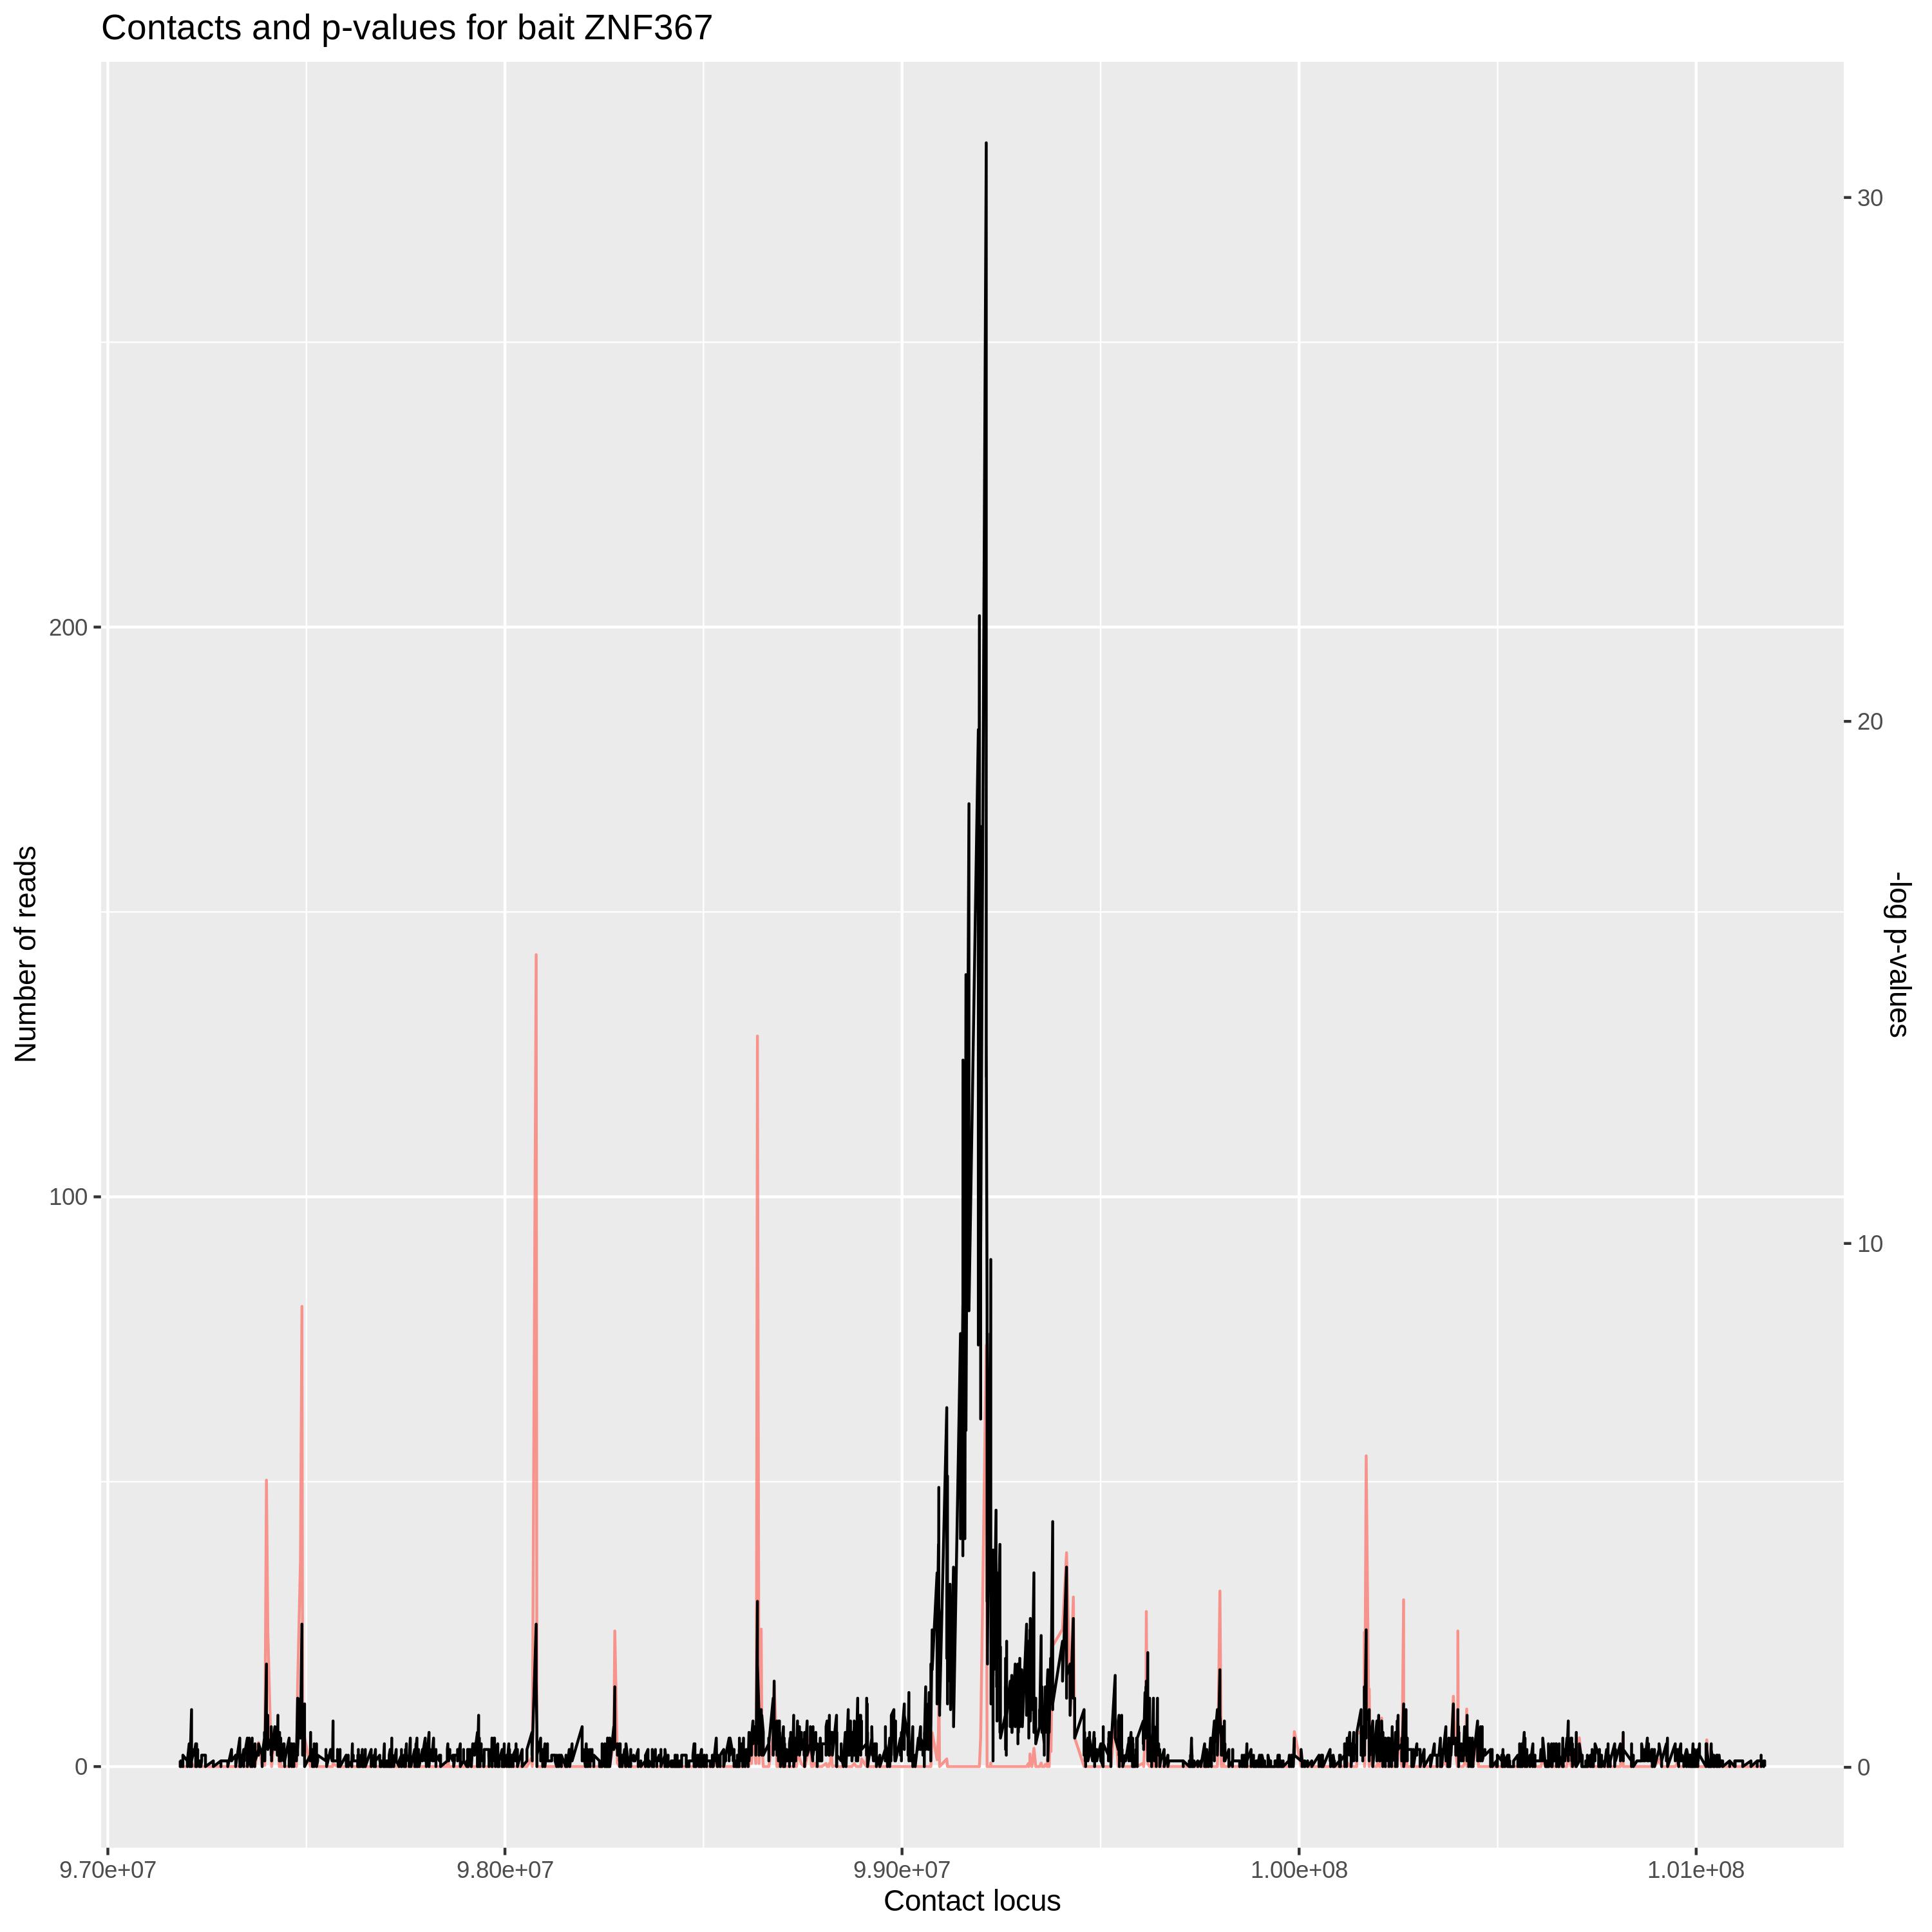 Contacts and p-values for bait ZNF367
30
200
20
Number of reads
-log p-values
100
10
0
0
9.70e+07 9.80e+07 9.90e+07 1.00e+08 1.01e+08
Contact locus